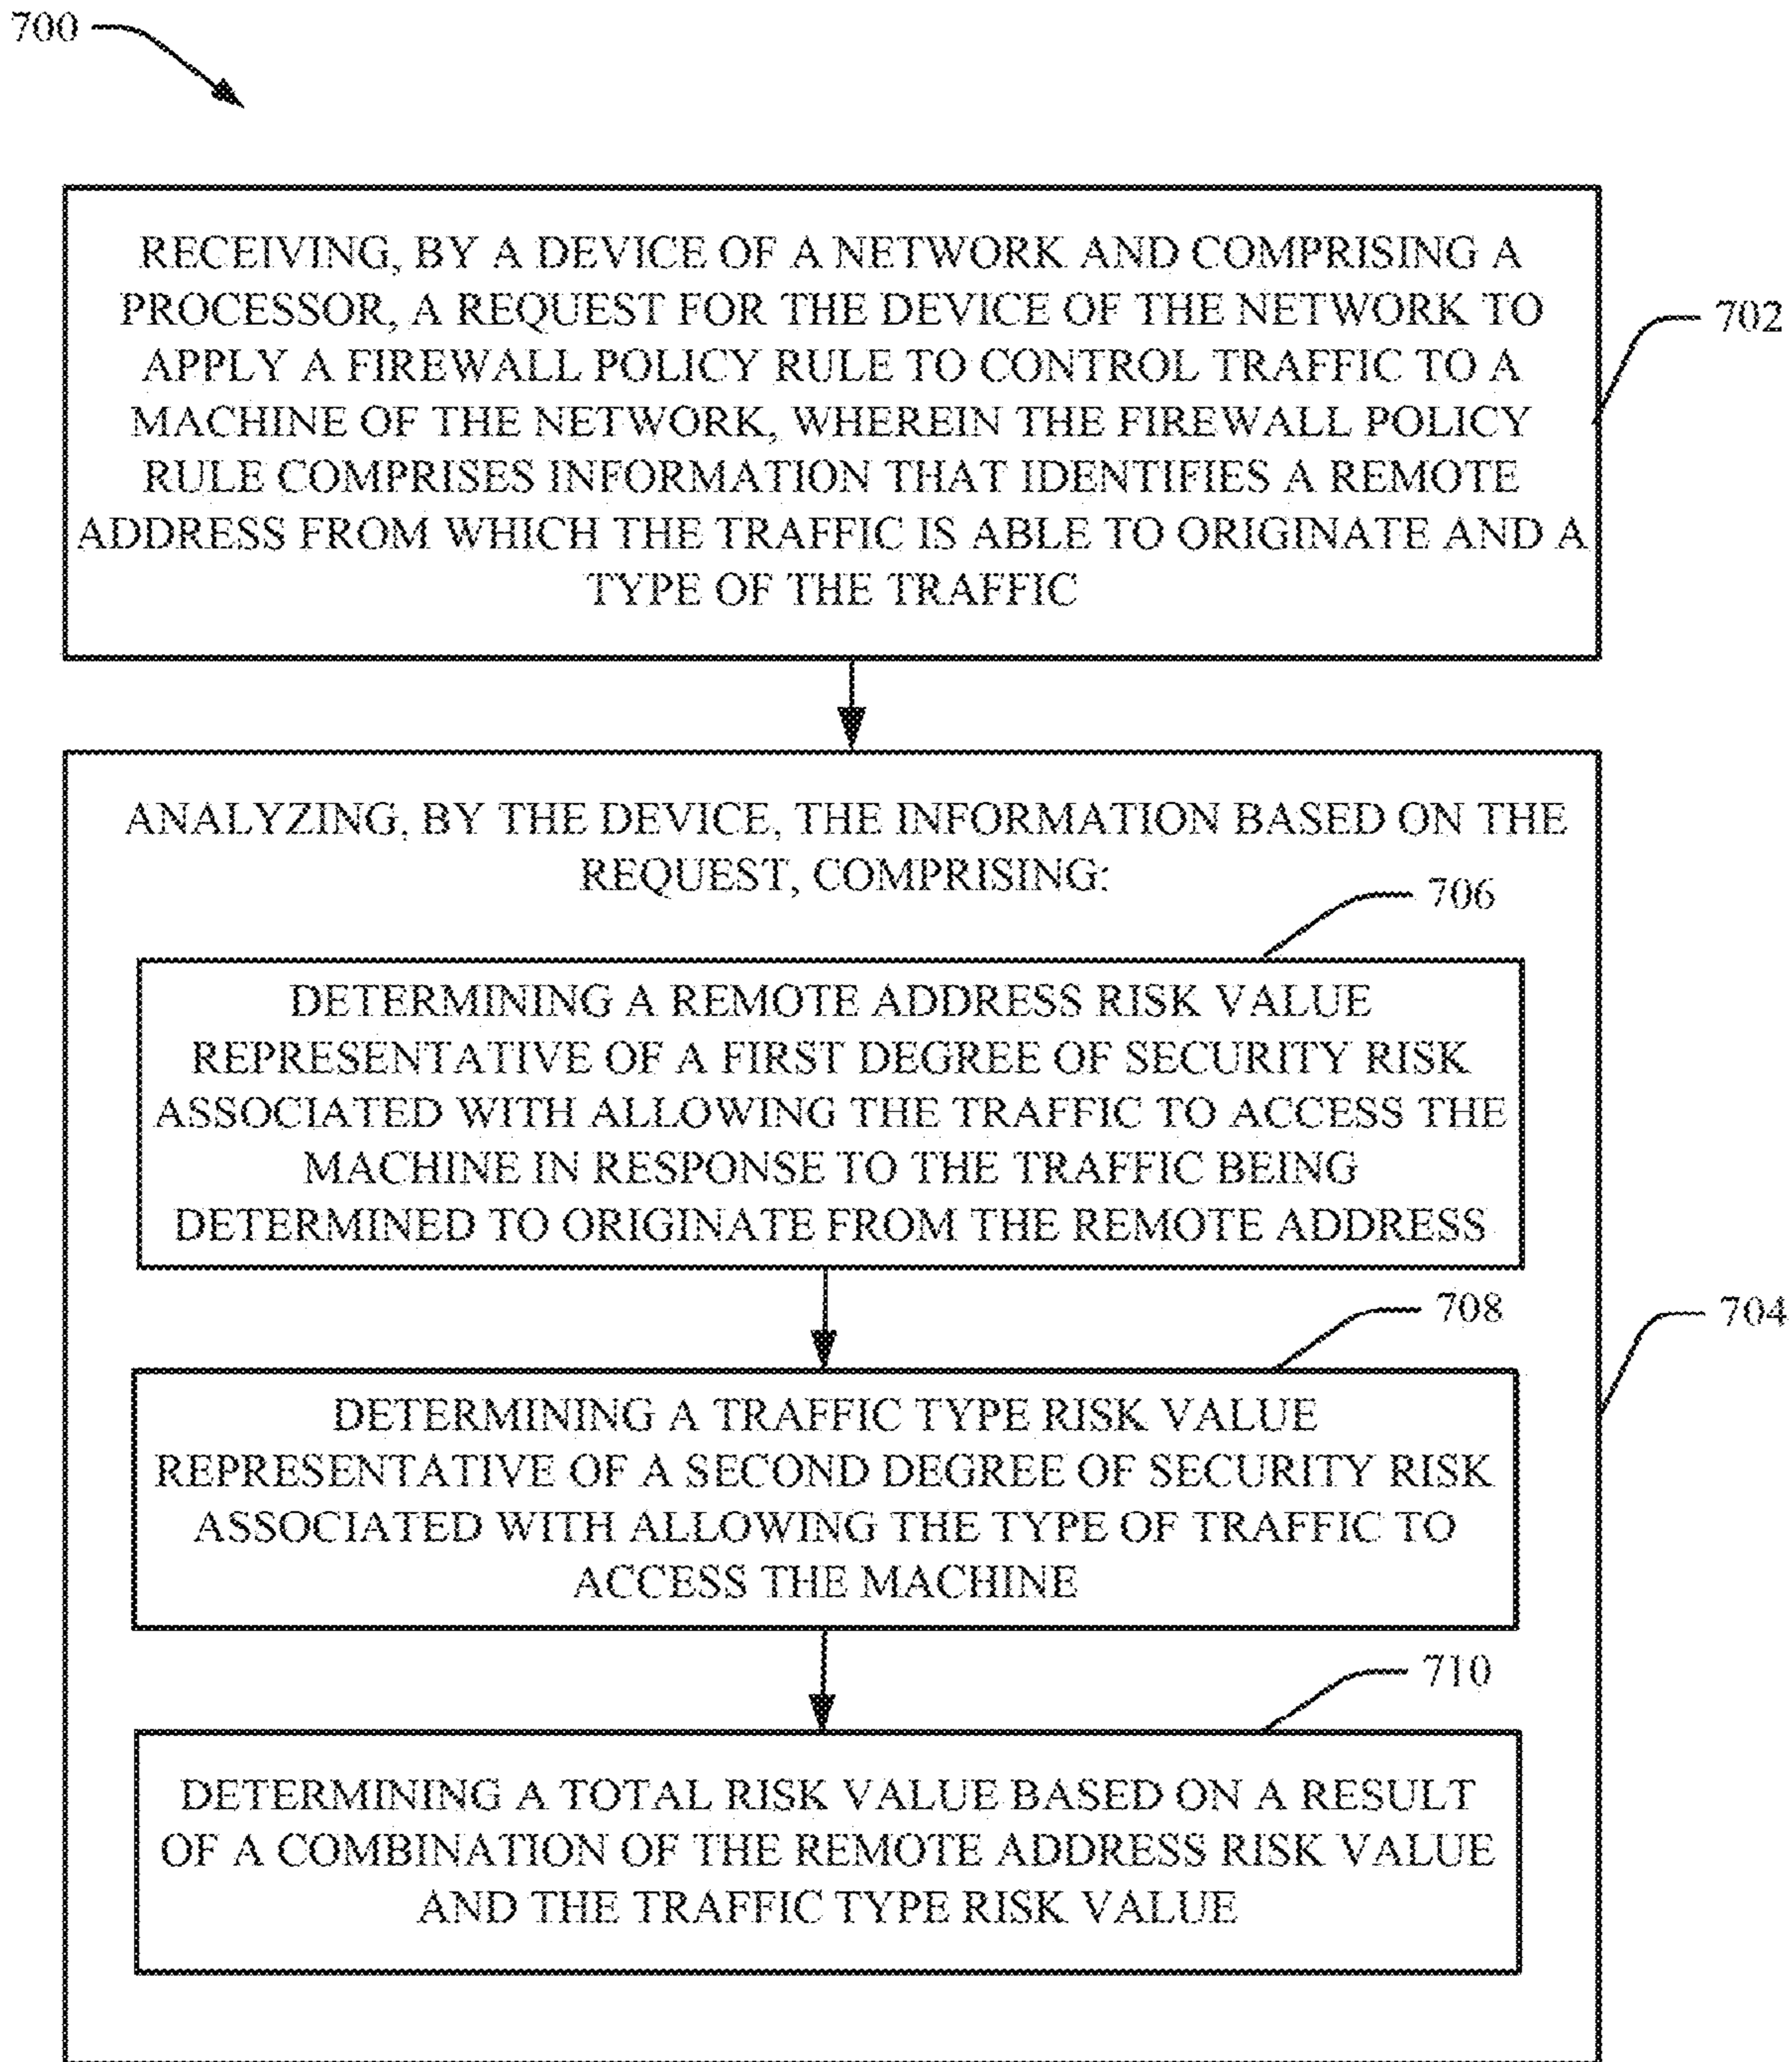 700
RECEIVING, BY A DEVICE OF A NETWORK AND COMPRISING A
PROCESSOR, A REQUEST FOR THE DEVICE OF THE NETWORK TO
APPLY A FIREWALL POLICY RULE TO CONTROL TRAFFIC TO A
MACHINE OF THE NETWORK, WHEREIN THE FIREWALL POLICY
RULE COMPRISES INFORMATION THAT IDENTIFIES A REMOTE
ADDRESS FROM WHICH THE TRAFFIC IS ABLE TO ORIGINATE AND A
TYPE OF THE TRAFFIC
702
ANALYZING, BY THE DEVICE, THE INFORMATION BASED ON THE
REQUEST, COMPRISING:
706
DETERMINING A REMOTE ADDRESS RISK VALUE
REPRESENTATIVE OF A FIRST DEGREE OF SECURITY RISK
ASSOCIATED WITH ALLOWING THE TRAFFIC TO ACCESS THE
MACHINE IN RESPONSE TO THE TRAFFIC BEING
DETERMINED TO ORIGINATE FROM THE REMOTE ADDRESS
708
704
DETERMINING A TRAFFIC TYPE RISK VALUE
REPRESENTATIVE OF A SECOND DEGREE OF SECURITY RISK
ASSOCIATED WITH ALLOWING THE TYPE OF TRAFFIC TO
ACCESS THE MACHINE
710
DETERMINING A TOTAL RISK VALUE BASED ON A RESULT
OF A COMBINATION OF THE REMOTE ADDRESS RISK VALUE
AND THE TRAFFIC TYPE RISK VALUE